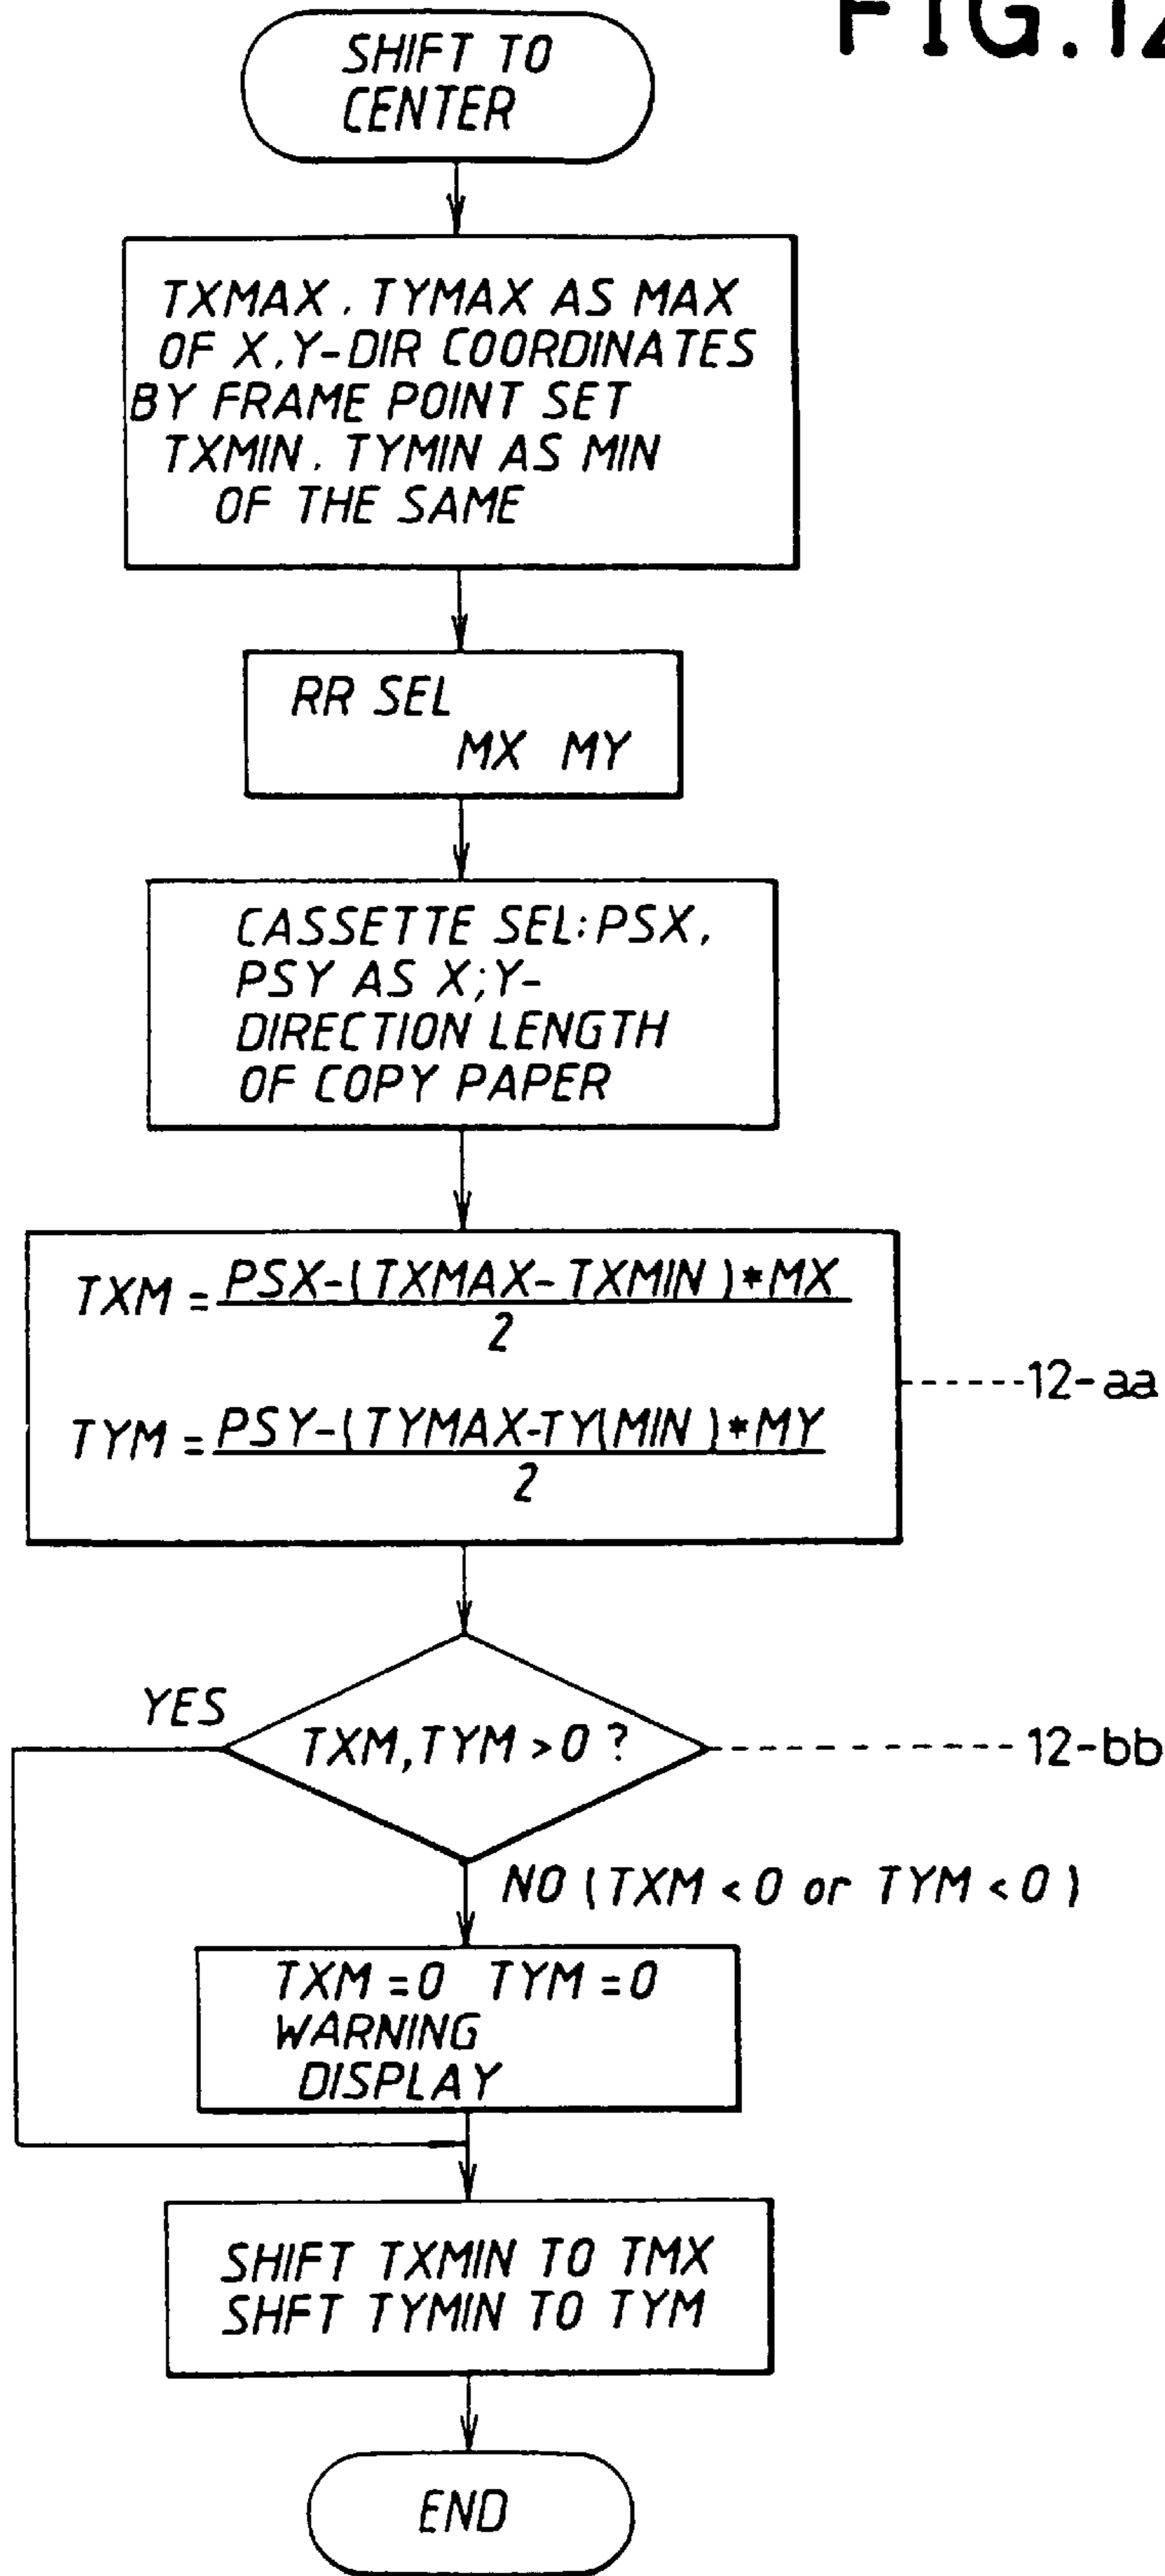 FIG.12
SHIFT TO
CENTER
TXMAX, TYMAX AS MAX
OF X,Y-DIR COORDINATES
BY FRAME POINT SET
TXMIN, TYMIN AS MIN
OF THE SAME
RR SEL
MX MY
CASSETTE SEL:PSX,
PSY AS X;Y-
DIRECTION LENGTH
OF COPY PAPER
TXM = PSX-(TXMAX-TXMIN)*MX
2
12-aa
TYM = PSY-(TYMAX-TY(MIN)*MY
2
YES
TXM,TYM >0 ?
12-bb
NO (TXM <0 or TYM <0)
TXM =0 TYM =0
WARNING
DISPLAY
SHIFT TXMIN TO TMX
SHFT TYMIN TO TYM
END